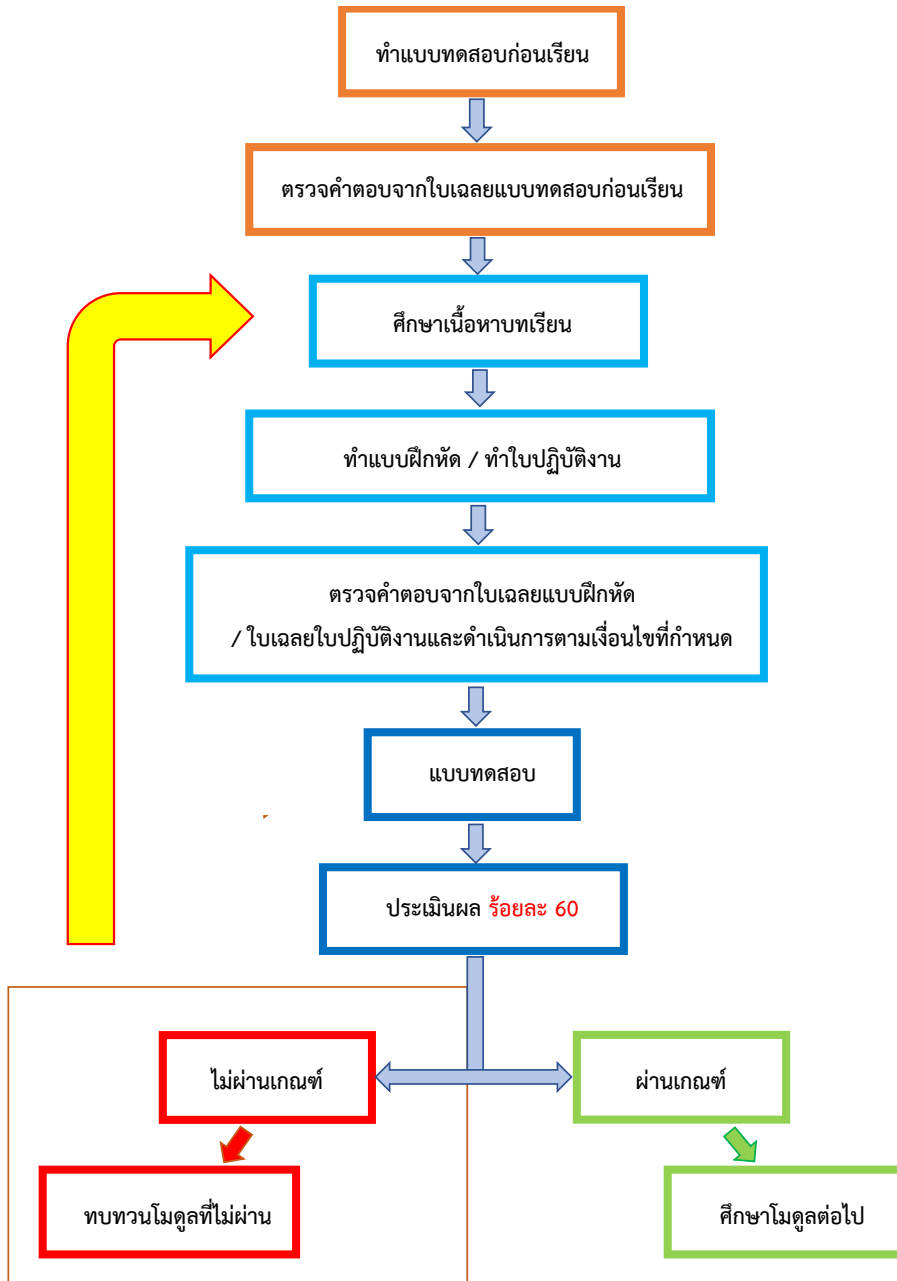 ทำแบบทดสอบก่อนเรียน
ตรวจคำตอบจากใบเฉลยแบบทดสอบก่อนเรียน
ศึกษาเนื้อหาบทเรียน
ทำแบบฝึกหัด / ทำใบปฏิบัติงาน
ตรวจคำตอบจากใบเฉลยแบบฝึกหัด
/ ใบเฉลยใบปฏิบัติงานและดำเนินการตามเงื่อนไขที่กำหนด
แบบทดสอบ
ประเมินผล ร้อยละ 60
ไม่ผ่านเกณฑ์
ผ่านเกณฑ์
ทบทวนโมดูลที่ไม่ผ่าน
ศึกษาโมดูลต่อไป